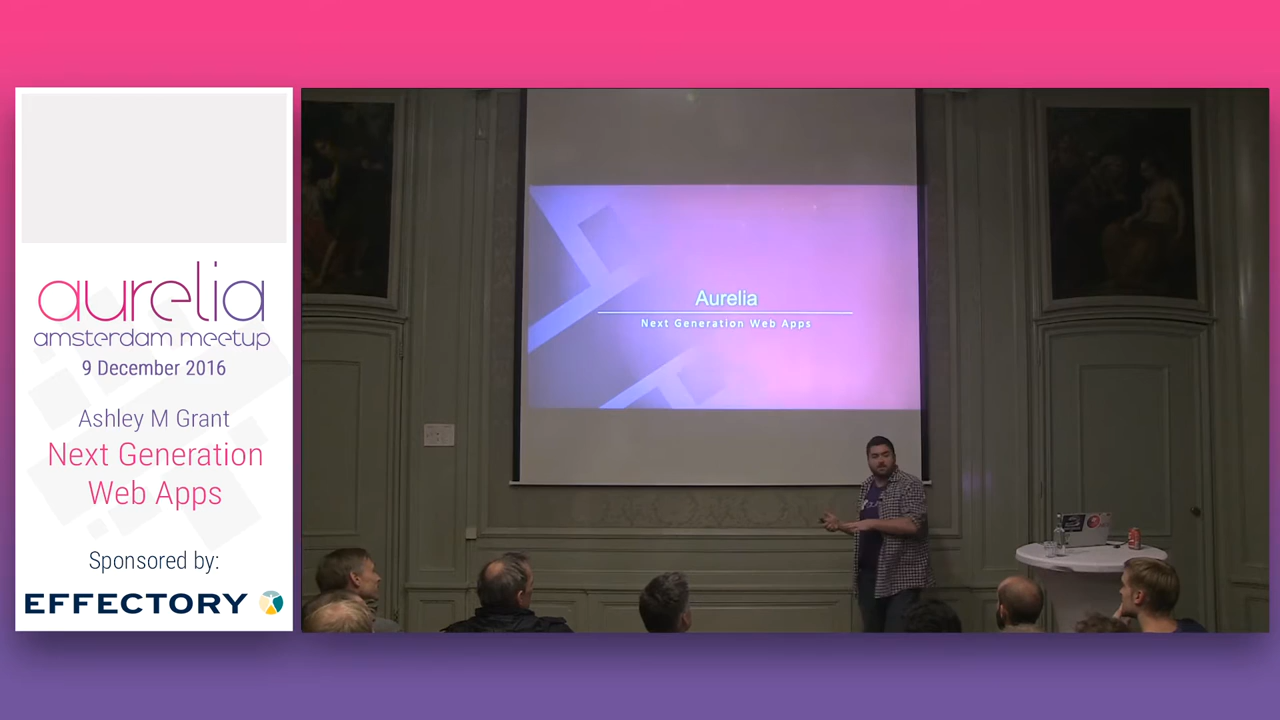 aurelia
amsterdam meetup
9 December 2016
Ashley M Grant
Next Generation
Web Apps
Sponsored by:
EFFECTORY
Aurelia
Next Generation Web Apps